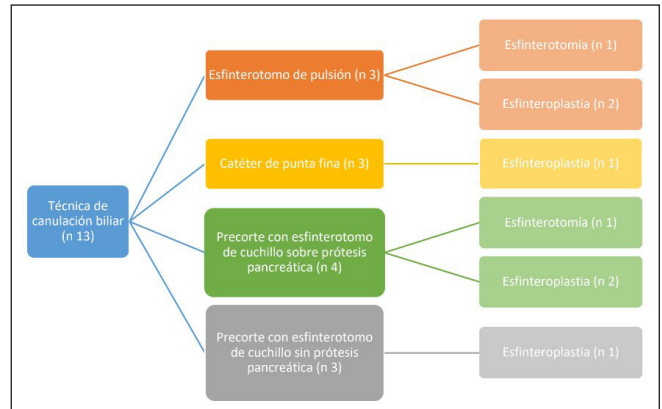 Técnica de
canulación biliar
(n 13)
Esfinterotomo de pulsión (n 3)
Esfinterotomía (n 1)
Esfinteroplastia (n 2)
Catéter de punta fina (n 3)
Esfinteroplastia (n 1)
Precorte con esfinterotomo
de cuchillo sobre prótesis
pancreática (n 4)
Esfinterotomía (n 1)
Esfinteroplastia (n 2)
Precorte con esfinterotomo
de cuchillo sin prótesis
pancreática (n 3)
Esfinteroplastia (n 1)